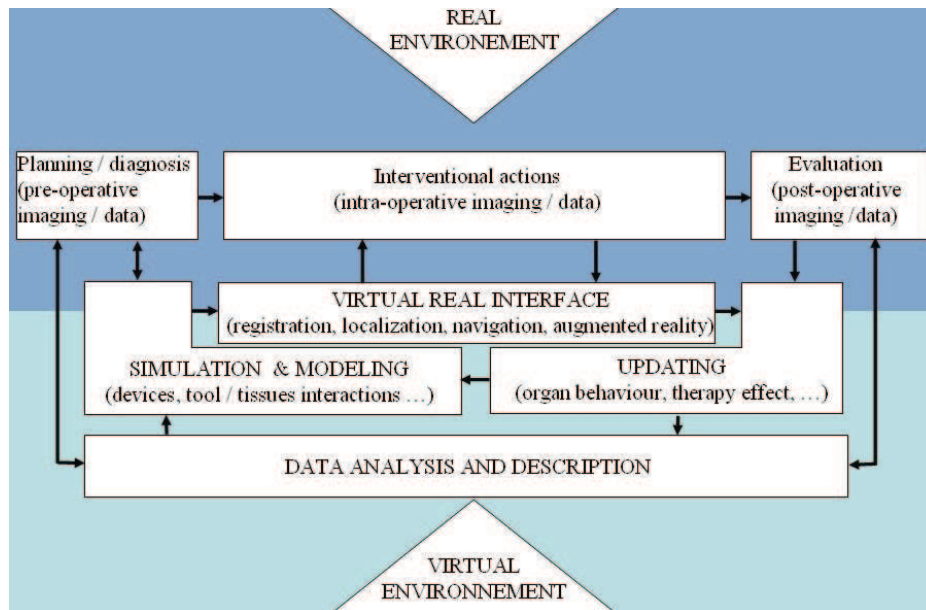 REAL
ENVIRONEMENT
Planning / diagnosis
(pre-operative
imaging / data)
Interventional actions
(intra-operative imaging / data)
Evaluation
(post-operative
imaging /data)
VIRTUAL REAL INTERFACE
(registration, localization, navigation, augmented reality)
SIMULATION & MODELING
(devices, tool / tissues interactions …)
UPDATING
(organ behaviour, therapy effect, …)
DATA ANALYSIS AND DESCRIPTION
VIRTUAL
ENVIRONNEMENT